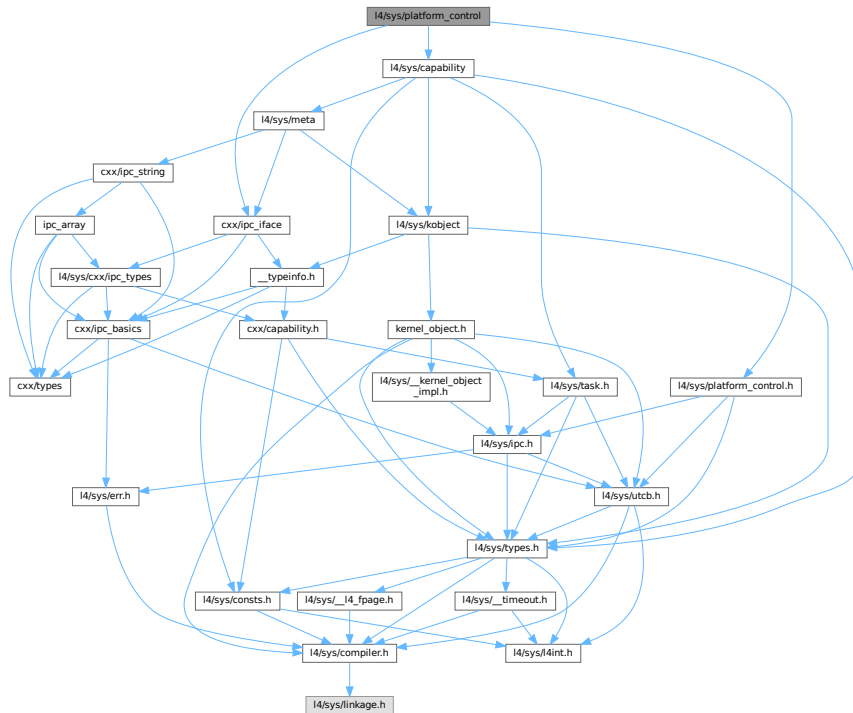 l4/sys/platform_control
l4/sys/capability
l4/sys/meta
cxx/ipc_string
ipc_array
cxx/ipc_iface
l4/sys/kobject
l4/sys/cxx/ipc_types
__typeinfo.h
cxx/ipc_basics
cxx/capability.h
kernel_object.h
cxx/types
l4/sys/__kernel_object
_impl.h
l4/sys/task.h
l4/sys/platform_control.h
l4/sys/ipc.h
l4/sys/err.h
l4/sys/utcb.h
l4/sys/types.h
l4/sys/consts.h
l4/sys/__l4_fpage.h
l4/sys/__timeout.h
l4/sys/compiler.h
l4/sys/l4int.h
l4/sys/linkage.h